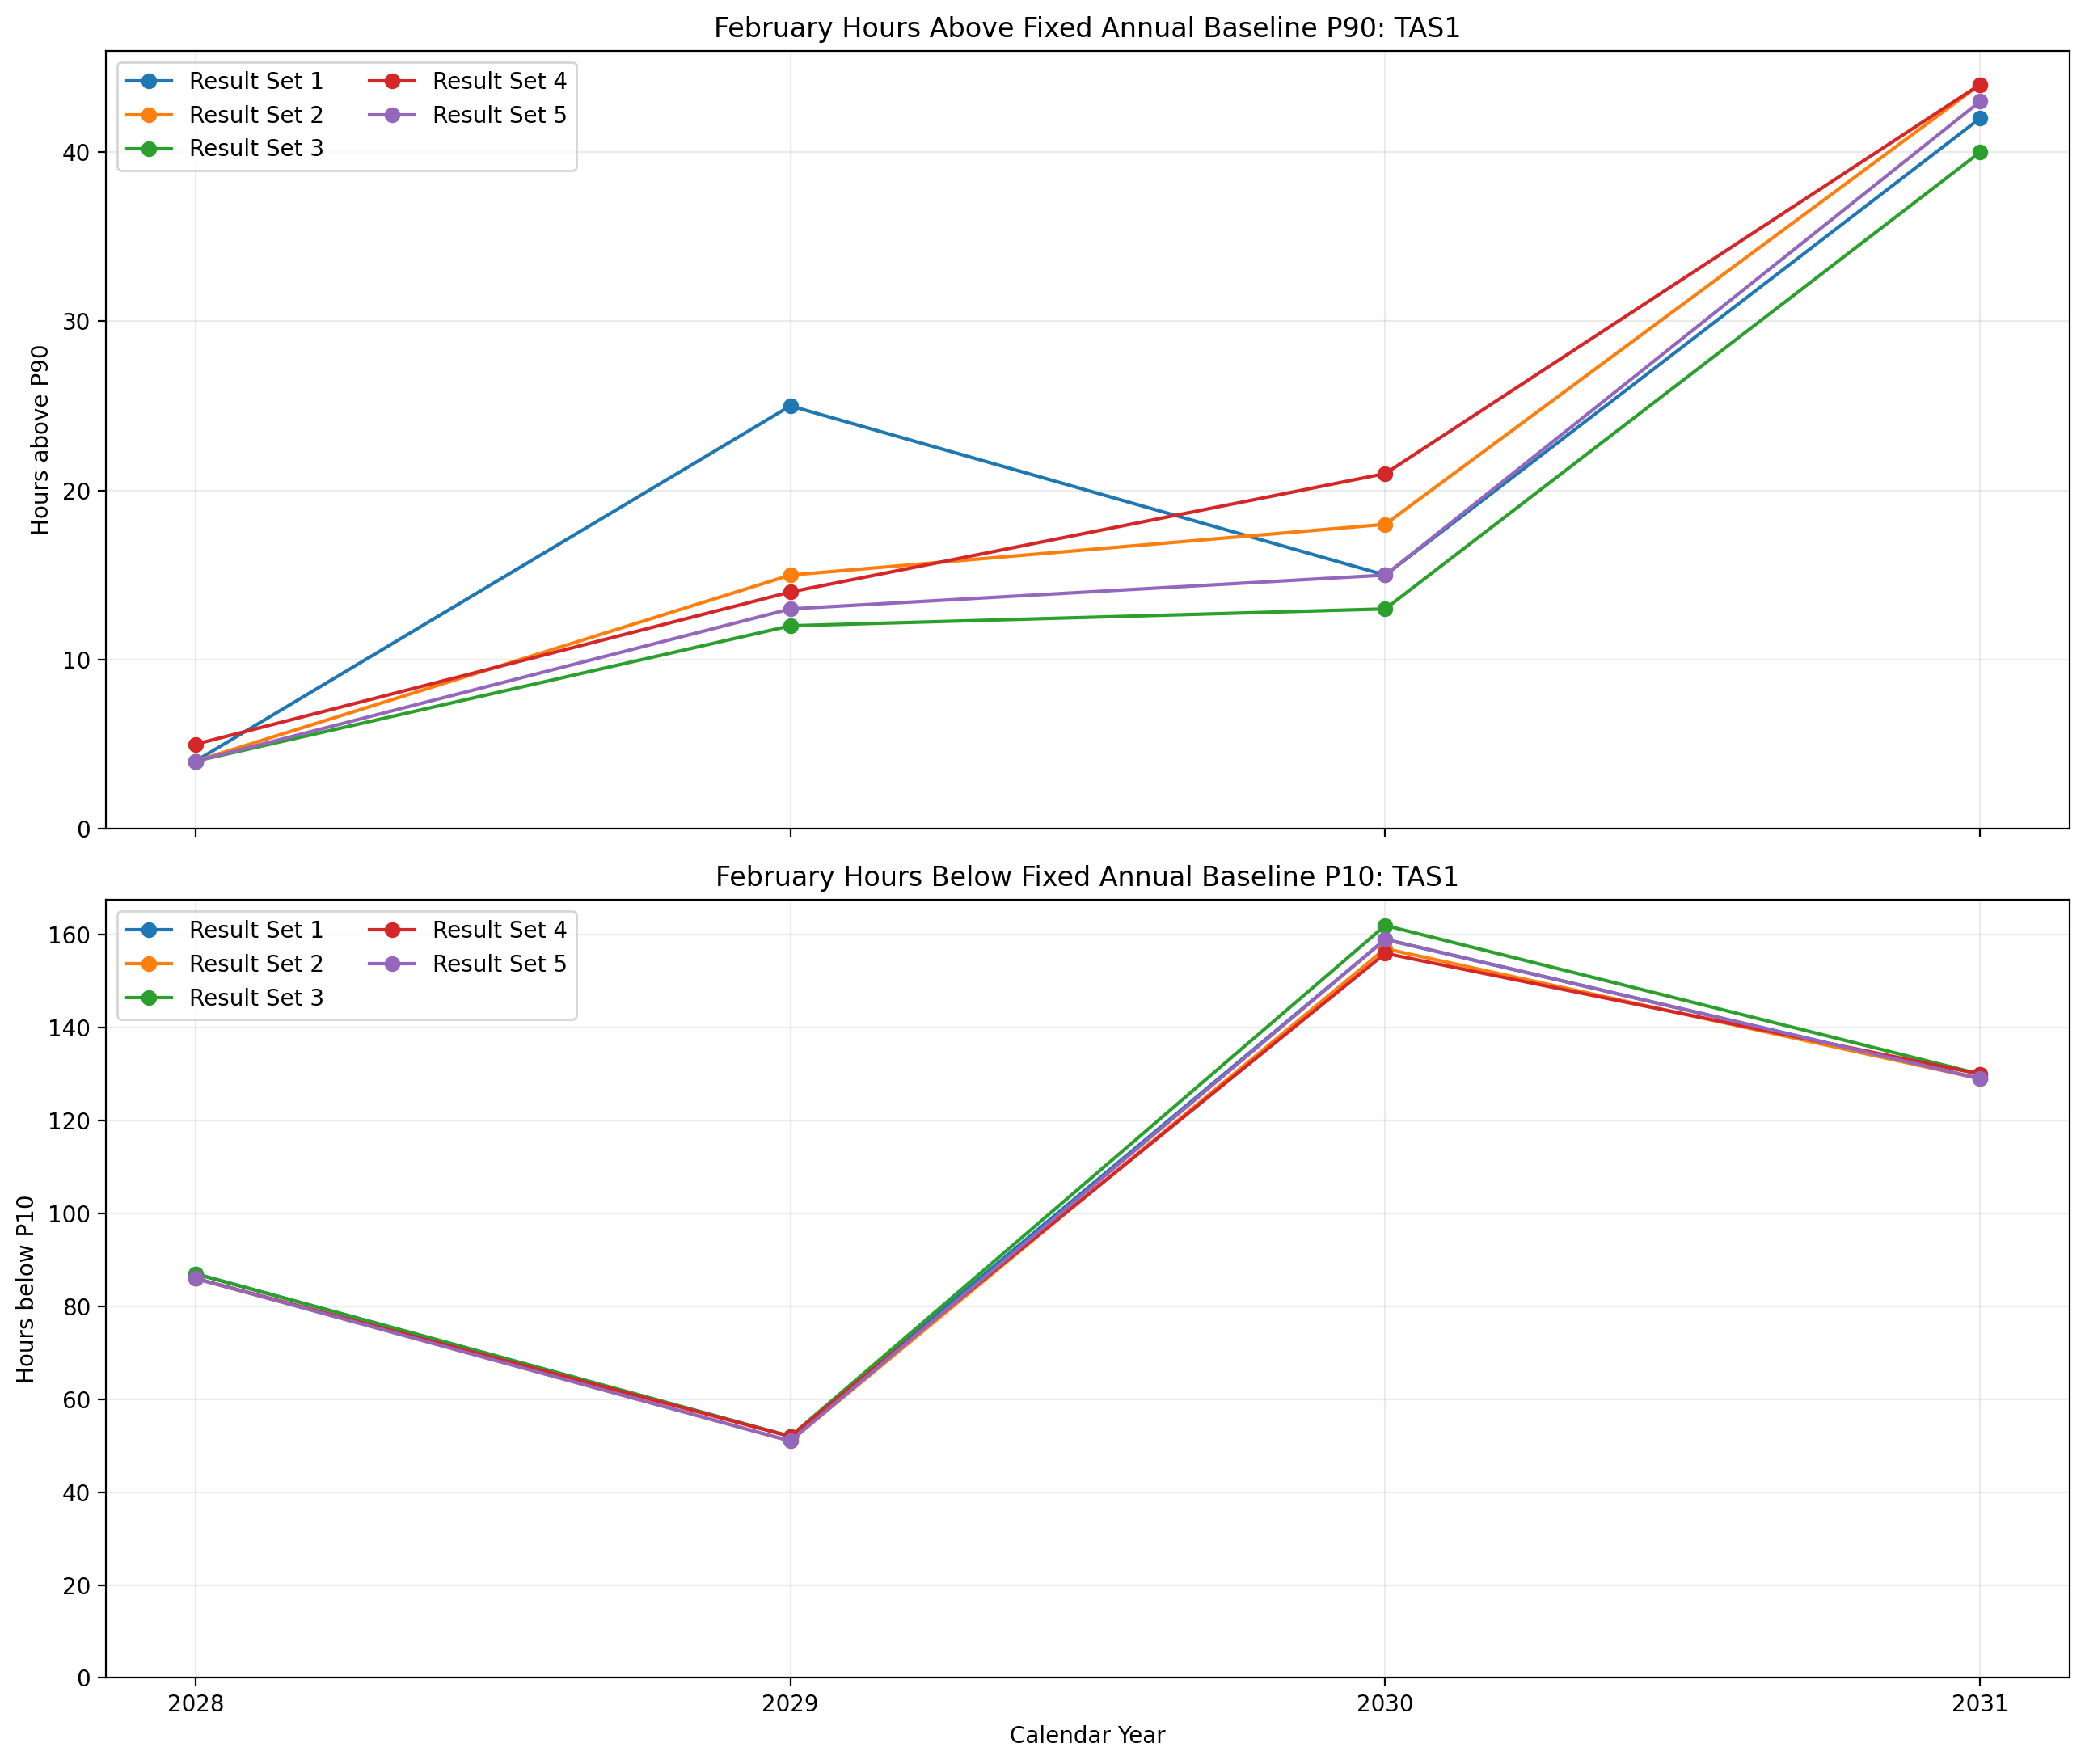 February Hours Above Fixed Annual Baseline P90: TAS1
Result Set 1
Result Set 2
Result Set 3
Result Set 4
Result Set 5
Hours above P90
40
30
20
10
0
February Hours Below Fixed Annual Baseline P10: TAS1
Result Set 1
Result Set 2
Result Set 3
Result Set 4
Result Set 5
Hours below P10
160
140
120
100
80
60
40
20
0
2028 2029 2030 2031
Calendar Year